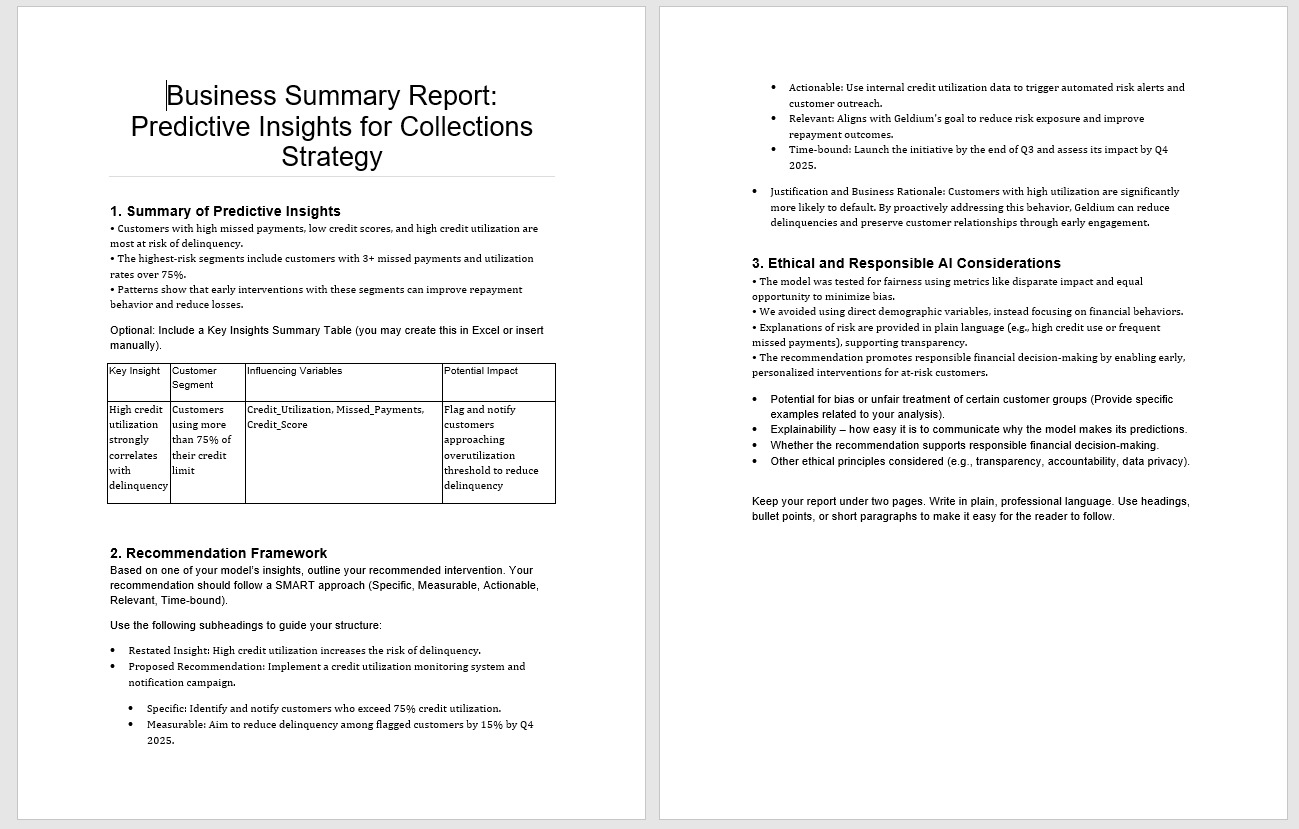 Business Summary Report:
Predictive Insights for Collections
Strategy
1. Summary of Predictive Insights
• Customers with high missed payments, low credit scores, and high credit utilization are
most at risk of delinquency.
• The highest-risk segments include customers with 3+ missed payments and utilization
rates over 75%.
• Patterns show that early interventions with these segments can improve repayment
behavior and reduce losses.
Optional: Include a Key Insights Summary Table (you may create this in Excel or insert
manually).
Key Insight
Customer
Segment
Influencing Variables
Potential Impact
High credit
utilization
strongly
correlates
with
delinquency
Customers
using more
than 75% of
their credit
limit
Credit_Utilization, Missed_Payments,
Credit_Score
Flag and notify
customers
approaching
overutilization
threshold to reduce
delinquency
2. Recommendation Framework
Based on one of your model's insights, outline your recommended intervention. Your
recommendation should follow a SMART approach (Specific, Measurable, Actionable,
Relevant, Time-bound).
Use the following subheadings to guide your structure:
• Restated Insight: High credit utilization increases the risk of delinquency.
• Proposed Recommendation: Implement a credit utilization monitoring system and
notification campaign.
• Specific: Identify and notify customers who exceed 75% credit utilization.
• Measurable: Aim to reduce delinquency among flagged customers by 15% by Q4
2025.
• Actionable: Use internal credit utilization data to trigger automated risk alerts and
customer outreach.
• Relevant: Aligns with Geldium's goal to reduce risk exposure and improve
repayment outcomes.
• Time-bound: Launch the initiative by the end of Q3 and assess its impact by Q4
2025.
• Justification and Business Rationale: Customers with high utilization are significantly
more likely to default. By proactively addressing this behavior, Geldium can reduce
delinquencies and preserve customer relationships through early engagement.
3. Ethical and Responsible AI Considerations
• The model was tested for fairness using metrics like disparate impact and equal
opportunity to minimize bias.
• We avoided using direct demographic variables, instead focusing on financial behaviors.
• Explanations of risk are provided in plain language (e.g., high credit use or frequent
missed payments), supporting transparency.
• The recommendation promotes responsible financial decision-making by enabling early,
personalized interventions for at-risk customers.
• Potential for bias or unfair treatment of certain customer groups (Provide specific
examples related to your analysis).
• Explainability – how easy it is to communicate why the model makes its predictions.
• Whether the recommendation supports responsible financial decision-making.
• Other ethical principles considered (e.g., transparency, accountability, data privacy).
Keep your report under two pages. Write in plain, professional language. Use headings,
bullet points, or short paragraphs to make it easy for the reader to follow.